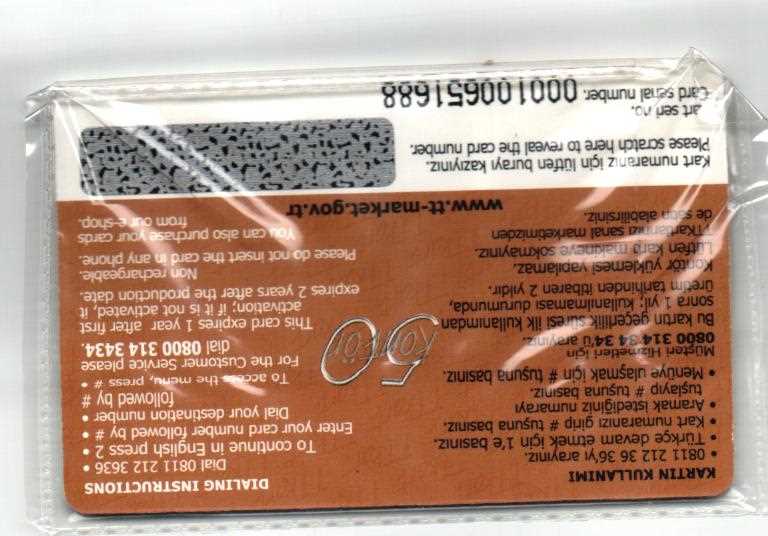 KARTIN KULLANIMI
• 0811 212 36 36'yı arayınız.
• Türkçe devam etmek için 1'e basınız.
• Kart numaranızı girip # tuşuna basınız.
• Aramak istediğiniz numarayı
tuşlayıp # tuşuna basınız.
• Menüye ulaşmak için # tuşuna basınız.
Müşteri Hizmetleri için
0800 314 34 34'ü arayınız.
Bu kartın geçerlilik süresi ilk kullanımdan
sonra 1 yıl; kullanılmaması durumunda,
üretim tarihinden itibaren 2 yıldır.
Kontör yüklemesi yapılamaz.
Lütfen kartı makineye sokmayınız.
TKartlarınızı sanal marketimizden
de satın alabilirsiniz.
DIALING INSTRUCTIONS
Dial 0811 212 3636 •
To continue in English press 2 •
Enter your card number followed by # •
Dial your destination number •
followed by #
To access the menu, press # •
For the Customer Service please
dial 0800 314 3434.
This card expires 1 year after first
activation; if it is not activated, it
expires 2 years after the production date.
Non rechargeable.
Please do not insert the card in any phone.
You can also purchase your cards
from our e-shop.
50
kontör
www.tt-market.gov.tr
Kart numaranız için lütfen burayı kazıyınız.
Please scratch here to reveal the card number.
art seri no.
Card serial number. 000100651688